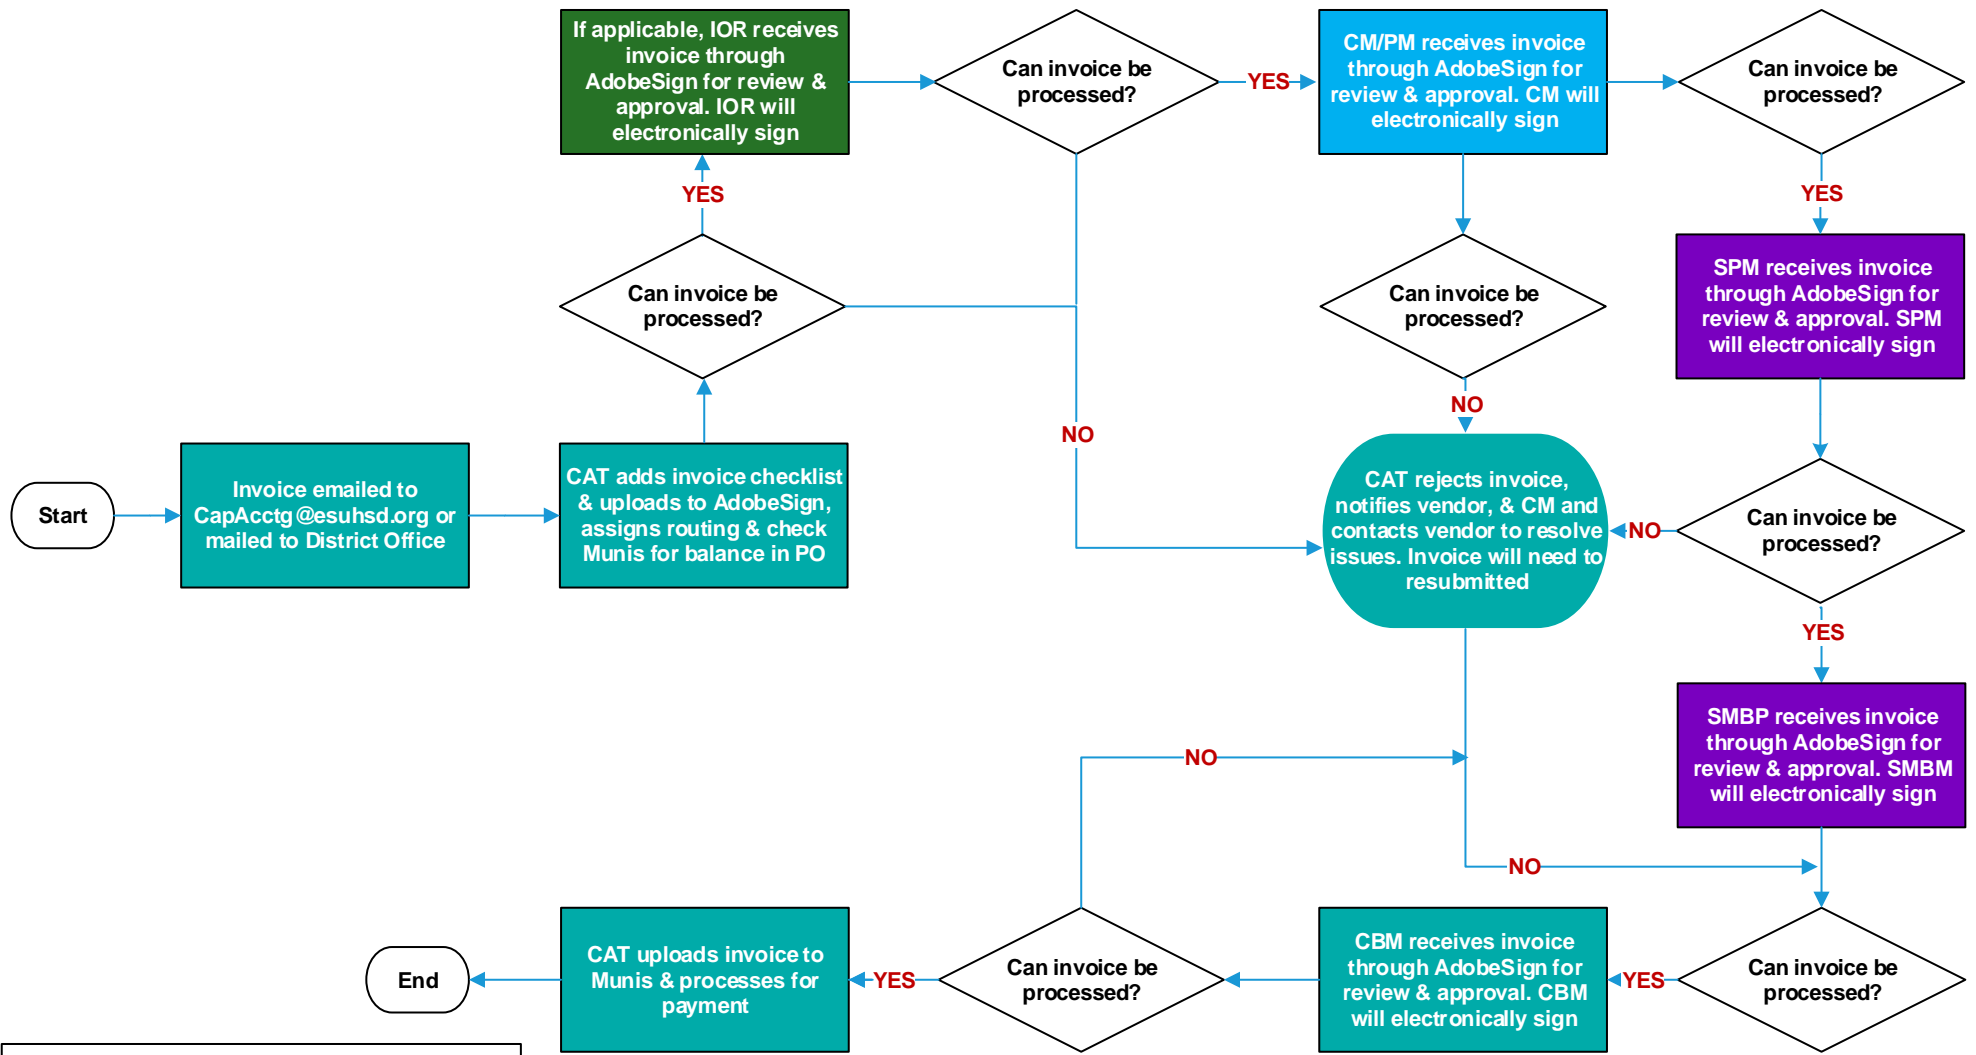 If applicable, IOR receives
invoice through
AdobeSign for review &
approval. IOR will
electronically sign
Can invoice be
processed?
YES
CM/PM receives invoice
through AdobeSign for
review & approval. CM will
electronically sign
Can invoice be
processed?
YES
YES
Can invoice be
processed?
Can invoice be
processed?
SPM receives invoice
through AdobeSign for
review & approval. SPM
will electronically sign
NO
NO
Start
Invoice emailed to
CapAcctg@esuhsd.org or
mailed to District Office
CAT adds invoice checklist
& uploads to AdobeSign,
assigns routing & check
Munis for balance in PO
CAT rejects invoice,
notifies vendor, & CM and
contacts vendor to resolve
issues. Invoice will need to
resubmitted
NO
Can invoice be
processed?
YES
SMBP receives invoice
through AdobeSign for
review & approval. SMBM
will electronically sign
NO
NO
End
CAT uploads invoice to
Munis & processes for
payment
YES
Can invoice be
processed?
CBM receives invoice
through AdobeSign for
review & approval. CBM
will electronically sign
YES
Can invoice be
processed?